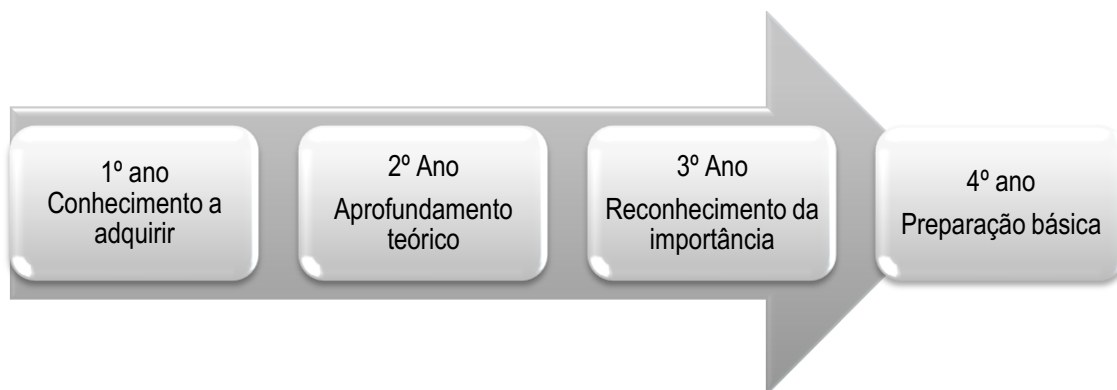 1º ano
Conhecimento a
adquirir
2º Ano
Aprofundamento
teórico
3º Ano
Reconhecimento da
importância
4º ano
Preparação básica